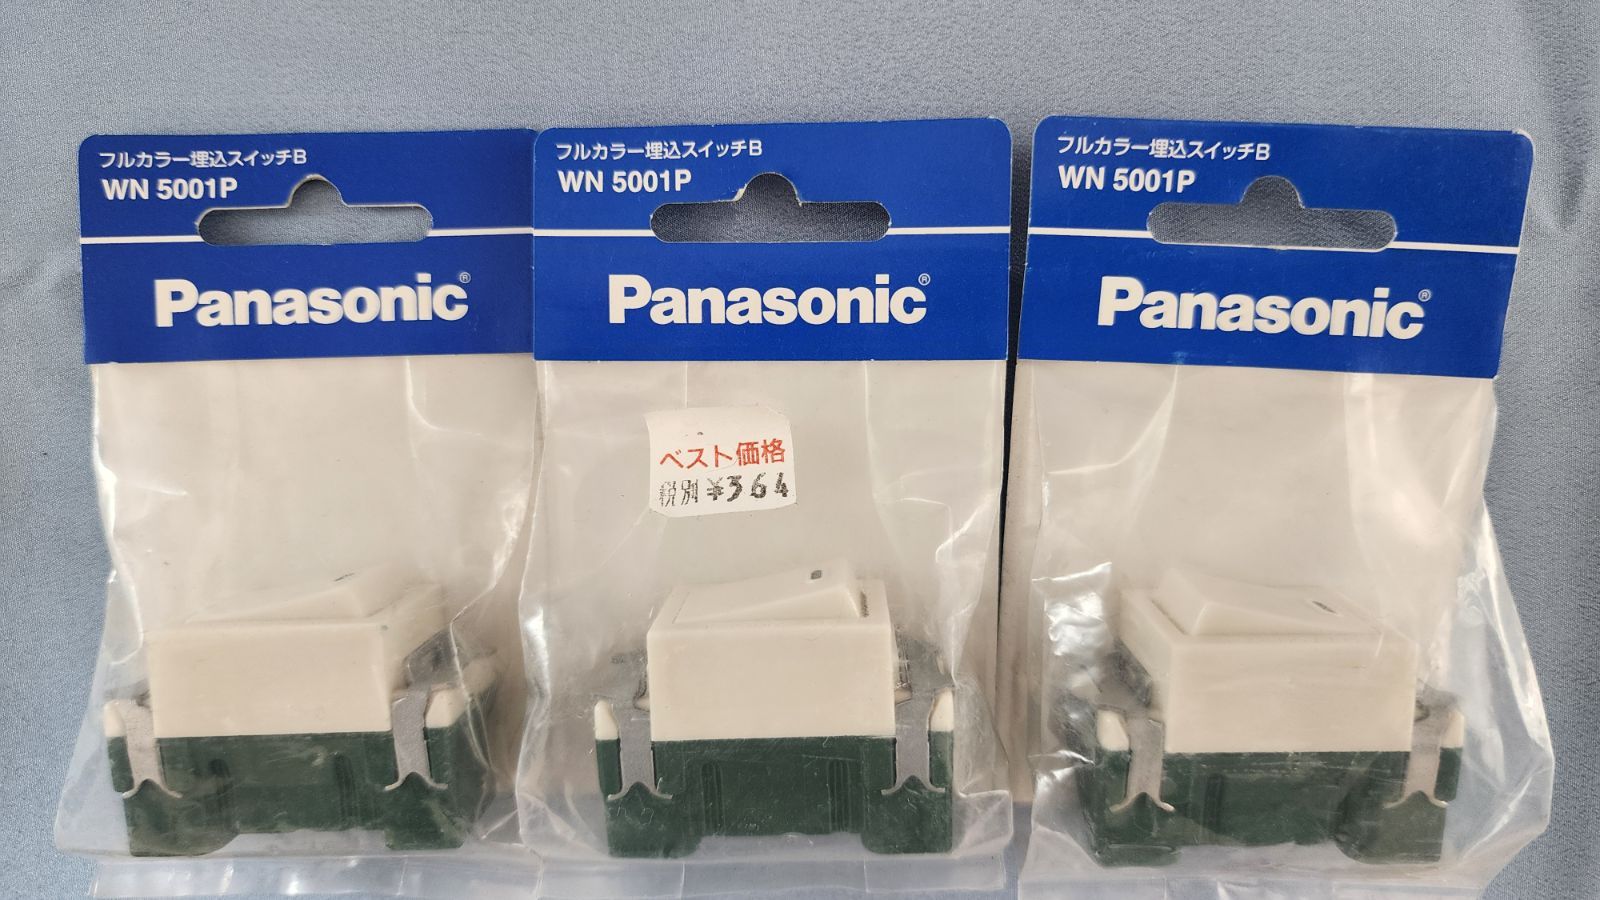 フルカラー埋込スイッチB
WN 5001P
Panasonic®
フルカラー埋込スイッチB
WN 5001P
Panasonic®
ベスト価格
税別 ¥364
フルカラー埋込スイッチB
WN 5001P
Panasonic®